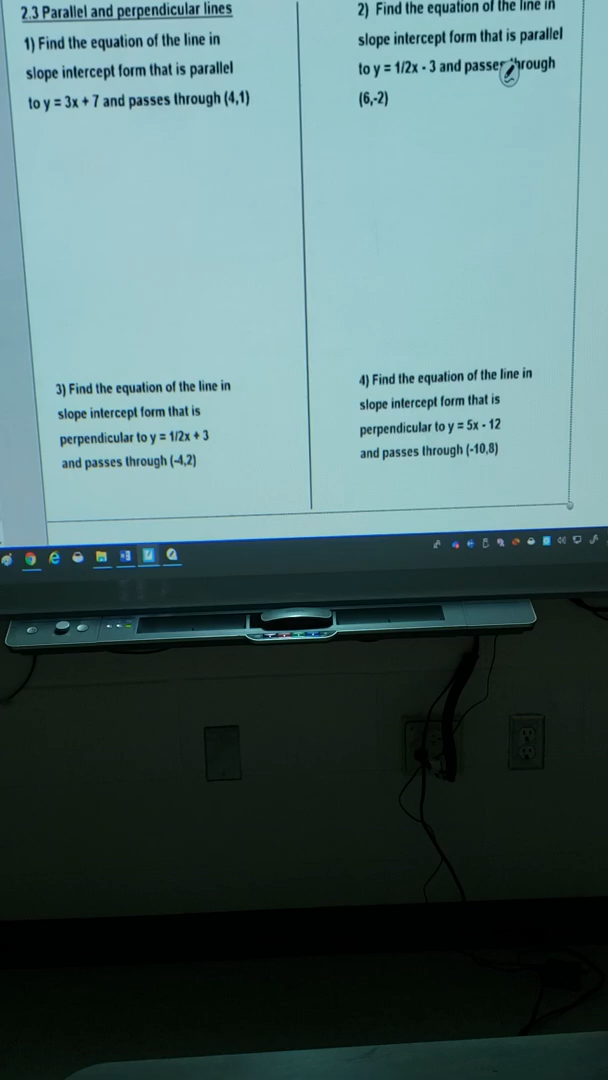 2.3 Parallel and perpendicular lines
1) Find the equation of the line in
slope intercept form that is parallel
to y = 3x + 7 and passes through (4,1)
2) Find the equation of the line in
slope intercept form that is parallel
to y = 1/2x - 3 and passes through
(6,-2)
3) Find the equation of the line in
slope intercept form that is
perpendicular to y = 1/2x + 3
and passes through (-4,2)
4) Find the equation of the line in
slope intercept form that is
perpendicular to y = 5x - 12
and passes through (-10,8)